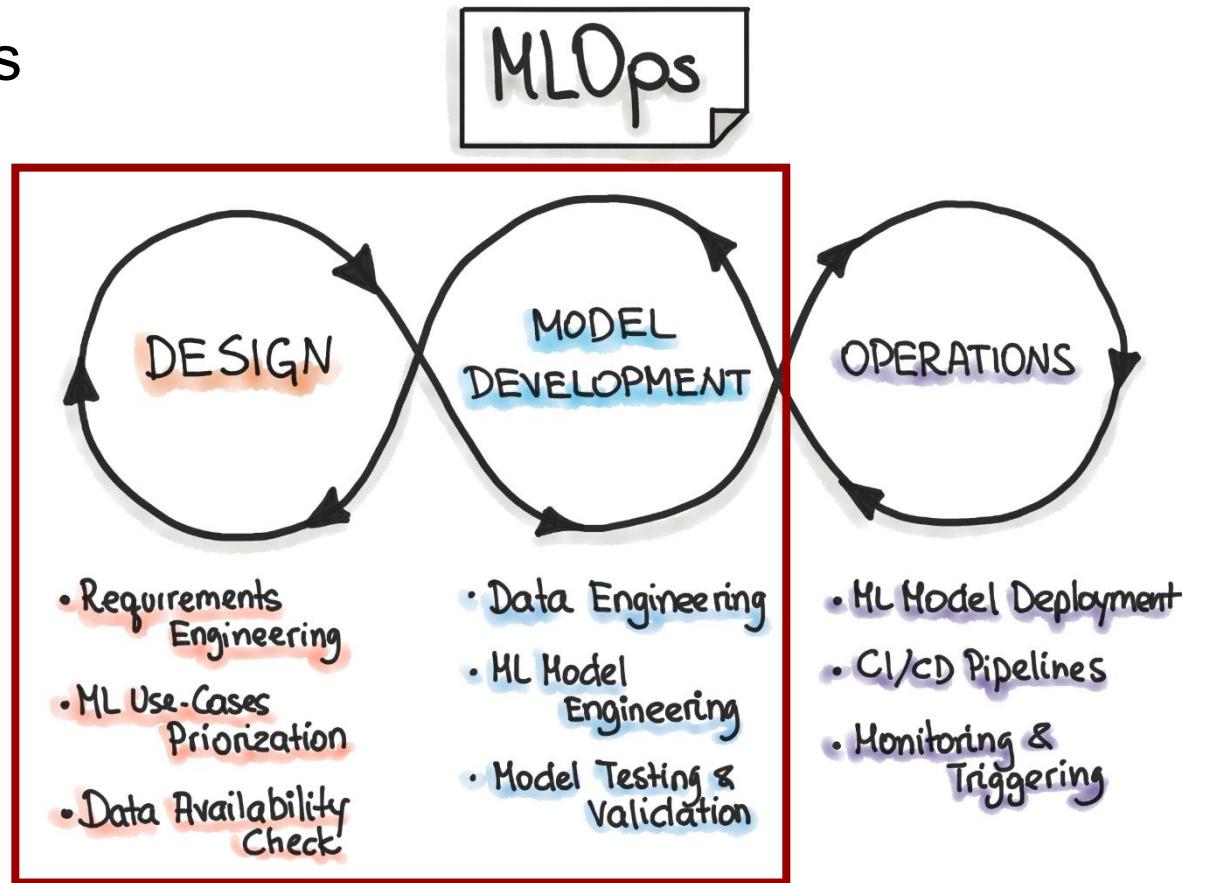 s
MLOps
DESIGN
MODEL
DEVELOPMENT
OPERATIONS
• Requirements
Engineering
• ML Use-Cases
Priorization
• Data Availability
Check
• Data Engineering
• ML Model
Engineering
• Model Testing &
Validation
• ML Model Deployment
• CI/CD Pipelines
• Monitoring &
Triggering